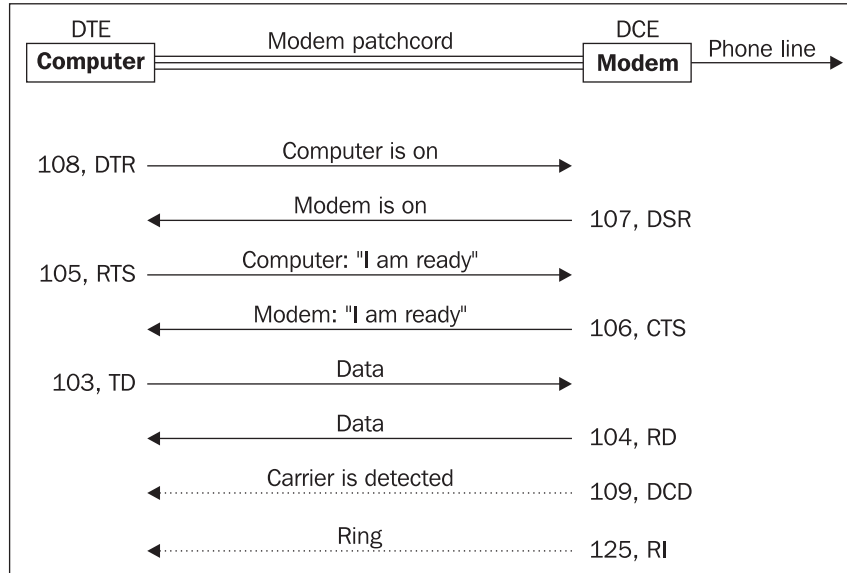 DTE
DCE
Computer
Modem patchcord
Modem
Phone line
108, DTR
Computer is on
Modem is on
107, DSR
105, RTS
Computer: "I am ready"
Modem: "I am ready"
106, CTS
103, TD
Data
Data
104, RD
Carrier is detected
109, DCD
Ring
125, RI